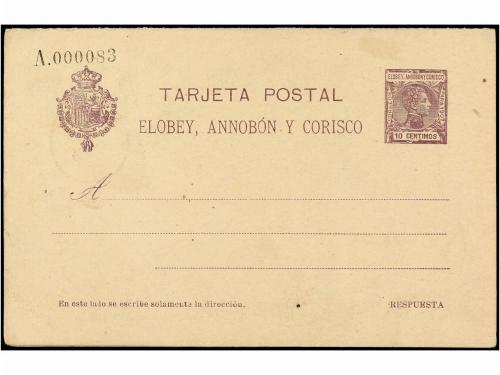 A.000083
TARJETA POSTAL
ELOBEY, ANNOBÓN Y CORISCO
ELOBEY, ANNOBON Y CORISCO
10 CENTIMOS
A
En este lado se escribe solamente la dirección.
RESPUESTA